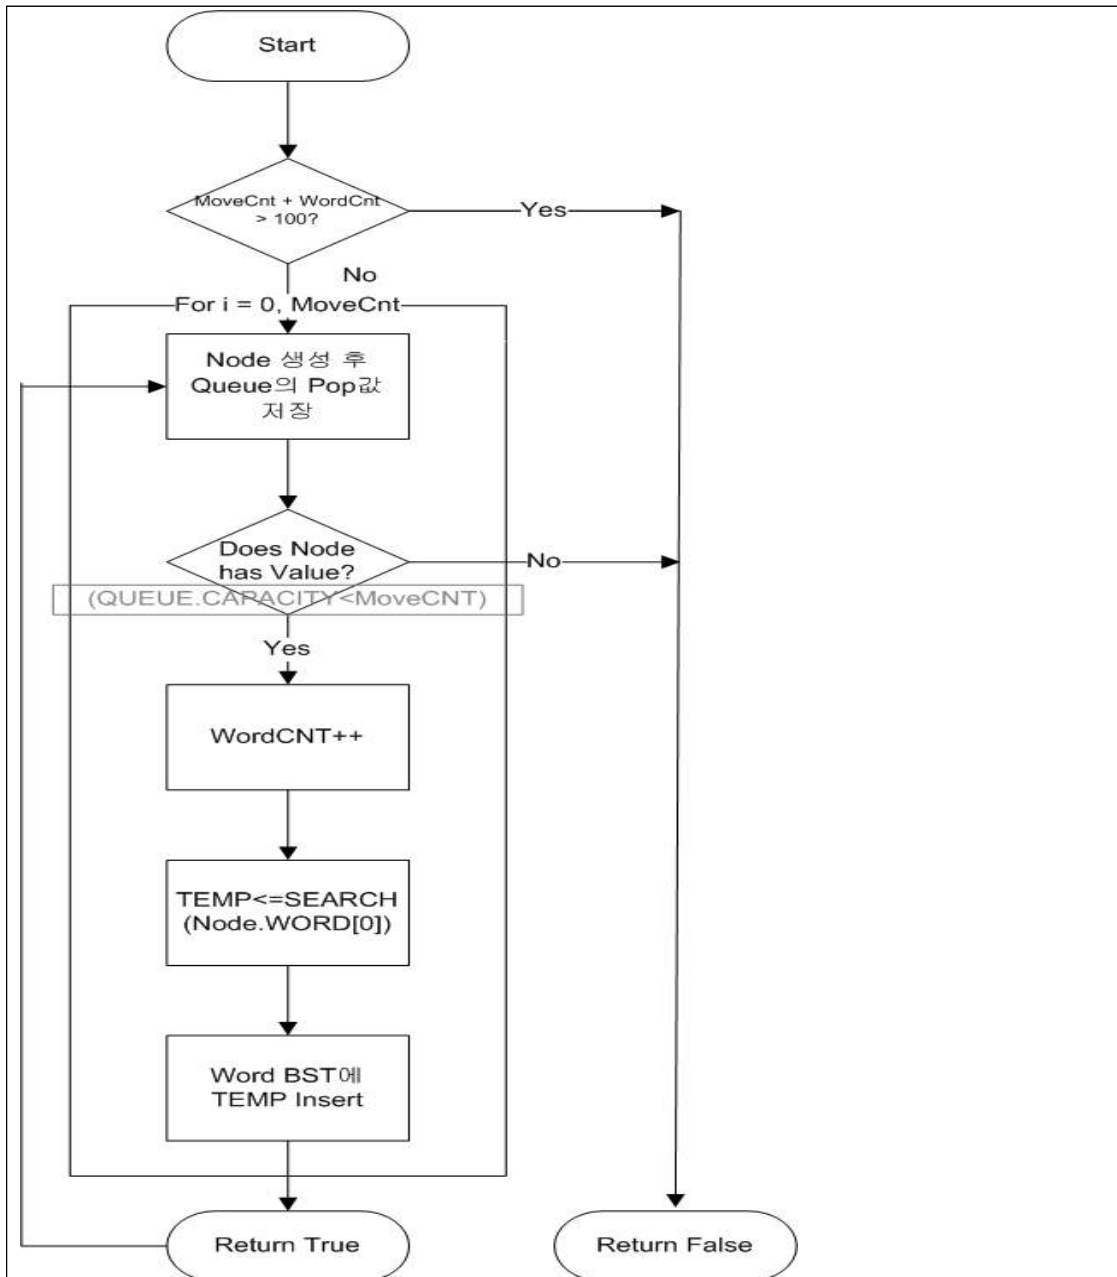 Start
MoveCnt + WordCnt
> 100?
Yes
No
For i = 0, MoveCnt
Node 생성 후
Queue의 Pop값
저장
Does Node
has Value?
No
(QUEUE.CAPACITY<MoveCNT)
Yes
WordCNT++
TEMP<=SEARCH
(Node.WORD[0])
Word BST에
TEMP Insert
Return True
Return False